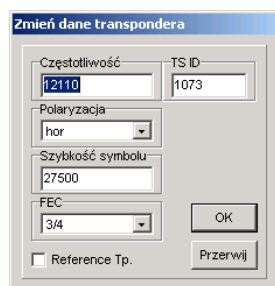 Zmień dane transpondera
Częstotliwość
TS ID
12110
1073
Polaryzacja
hor
Szybkość symbolu
27500
FEC
3/4
OK
Reference Tp.
Przerwij